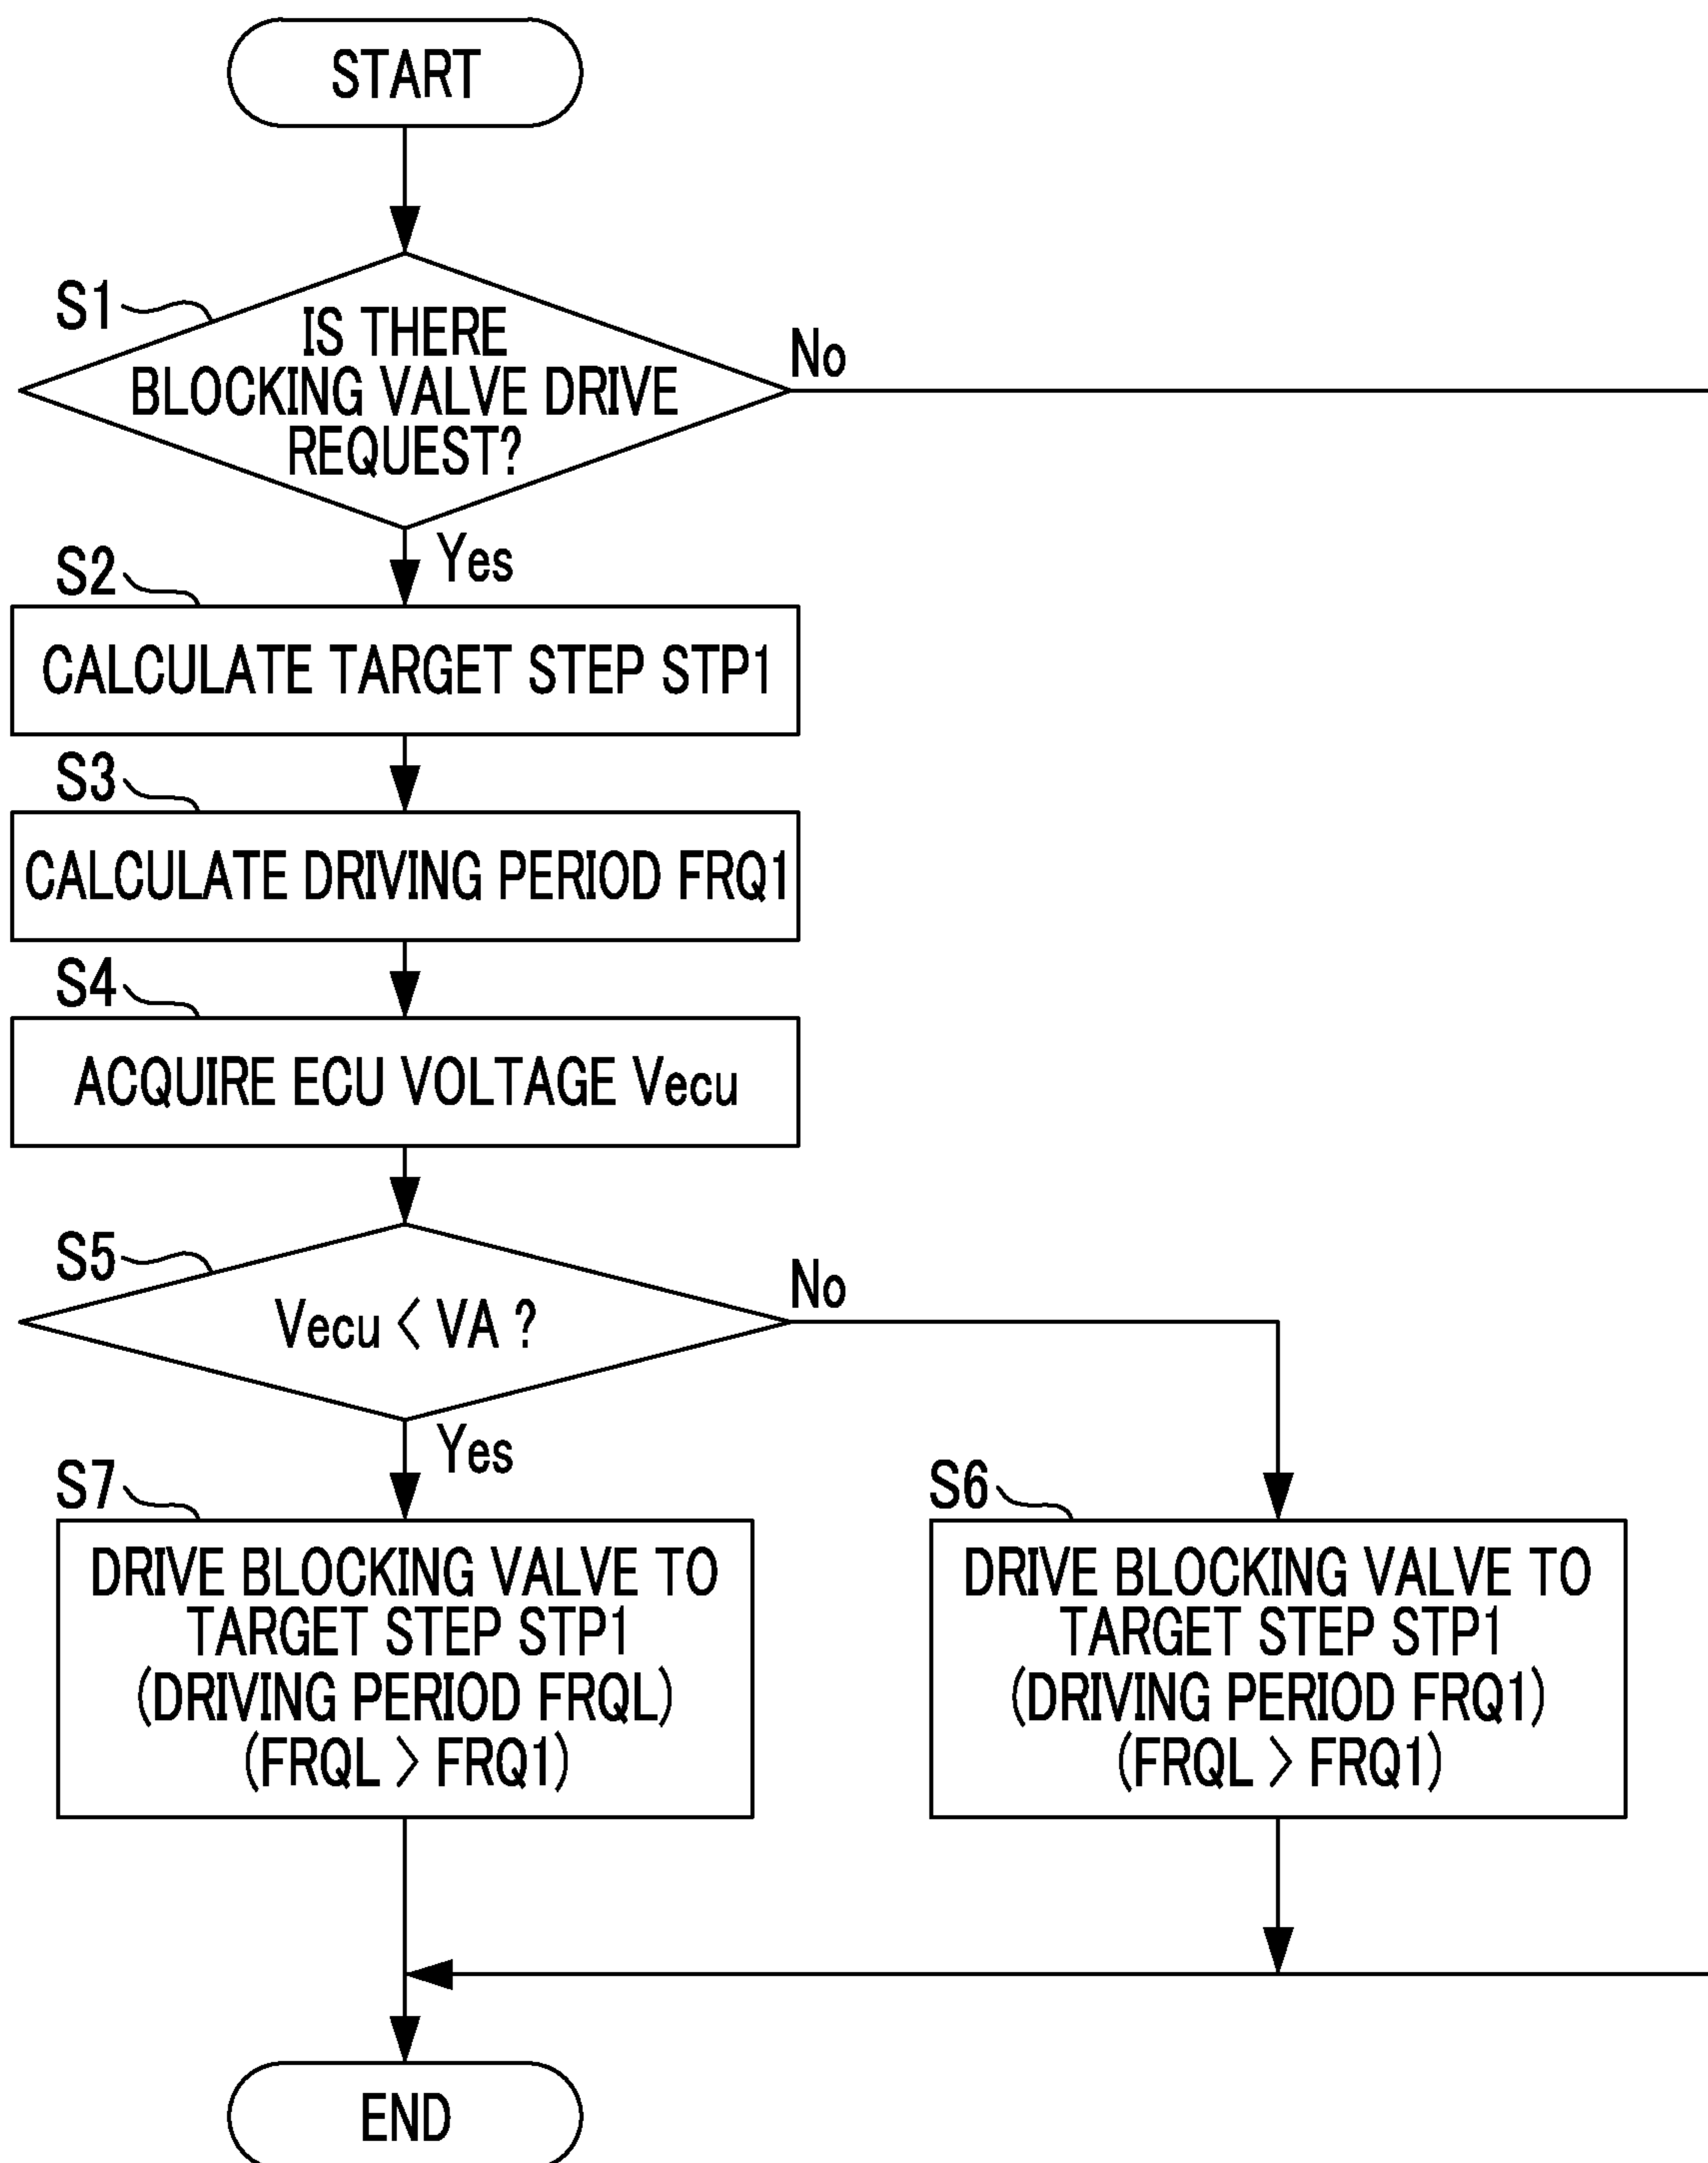 START
S1
IS THERE
BLOCKING VALVE DRIVE
REQUEST?
No
Yes
S2
CALCULATE TARGET STEP STP1
S3
CALCULATE DRIVING PERIOD FRQ1
S4
ACQUIRE ECU VOLTAGE Vecu
S5
Vecu < VA ?
No
Yes
S7
DRIVE BLOCKING VALVE TO
TARGET STEP STP1
(DRIVING PERIOD FRQL)
(FRQL > FRQ1)
S6
DRIVE BLOCKING VALVE TO
TARGET STEP STP1
(DRIVING PERIOD FRQ1)
(FRQL > FRQ1)
END